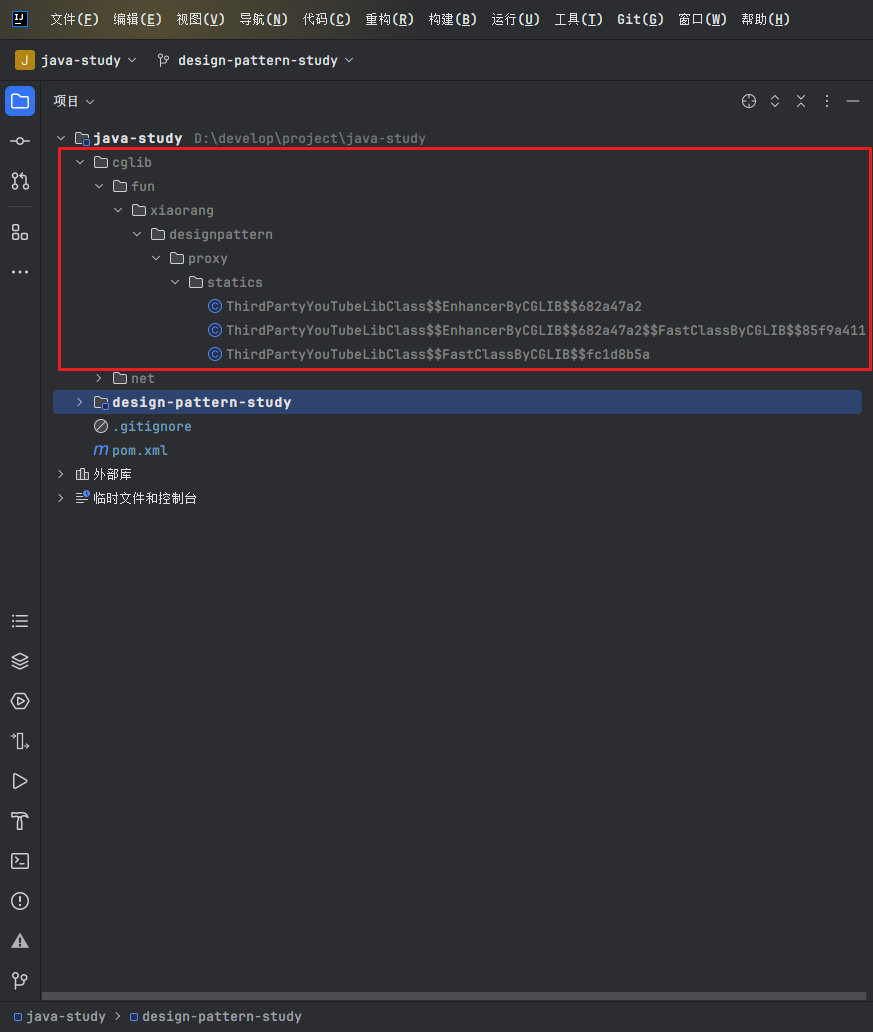 文件(F) 编辑(E) 视图(V) 导航(N) 代码(C) 重构(R) 构建(B) 运行(U) 工具(T) Git(G) 窗口(W) 帮助(H)
J java-study design-pattern-study
项目
java-study D:\develop\project\java-study
cglib
fun
xiaorang
designpattern
proxy
statics
ThirdPartyYouTubeLibClass$$EnhancerByCGLIB$$682a47a2
ThirdPartyYouTubeLibClass$$EnhancerByCGLIB$$682a47a2$$FastClassByCGLIB$$85f9a411
ThirdPartyYouTubeLibClass$$FastClassByCGLIB$$fc1d8b5a
net
design-pattern-study
.gitignore
pom.xml
外部库
临时文件和控制台
java-study > design-pattern-study